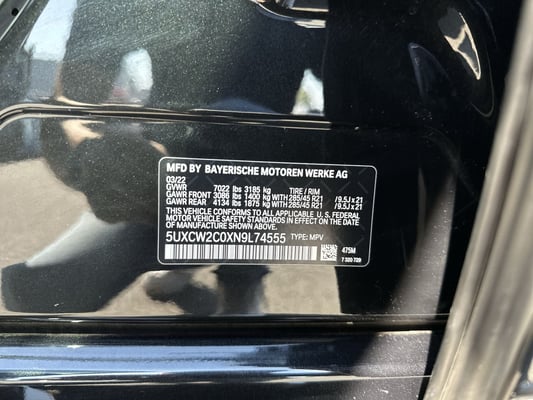 MFD BY BAYERISCHE MOTOREN WERKE AG
03/22
GVWR 7022 lbs 3185 kg TIRE / RIM
GAWR FRONT 3086 lbs 1400 kg 285/45 R21 /9.5J x 21
GAWR REAR 4134 lbs 1875 kg 285/45 R21 /9.5J x 21
THIS VEHICLE CONFORMS TO ALL APPLICABLE U.S. FEDERAL
MOTOR VEHICLE SAFETY STANDARDS IN EFFECT ON THE DATE
OF MANUFACTURE SHOWN ABOVE.
5UXCW2C0XN9L74555 TYPE: MPV
475M
7 320 729